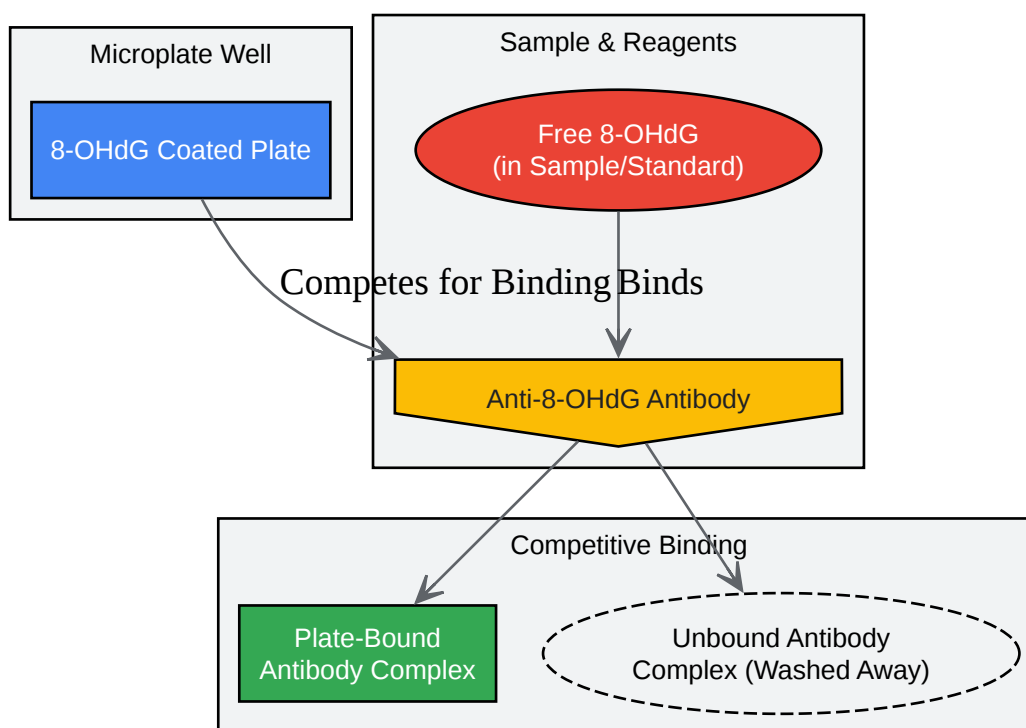 Microplate Well
8-OHdG Coated Plate
Sample & Reagents
Free 8-OHdG
(in Sample/Standard)
Competes for Binding
Binds
Anti-8-OHdG Antibody
Competitive Binding
Plate-Bound
Antibody Complex
Unbound Antibody
Complex (Washed Away)